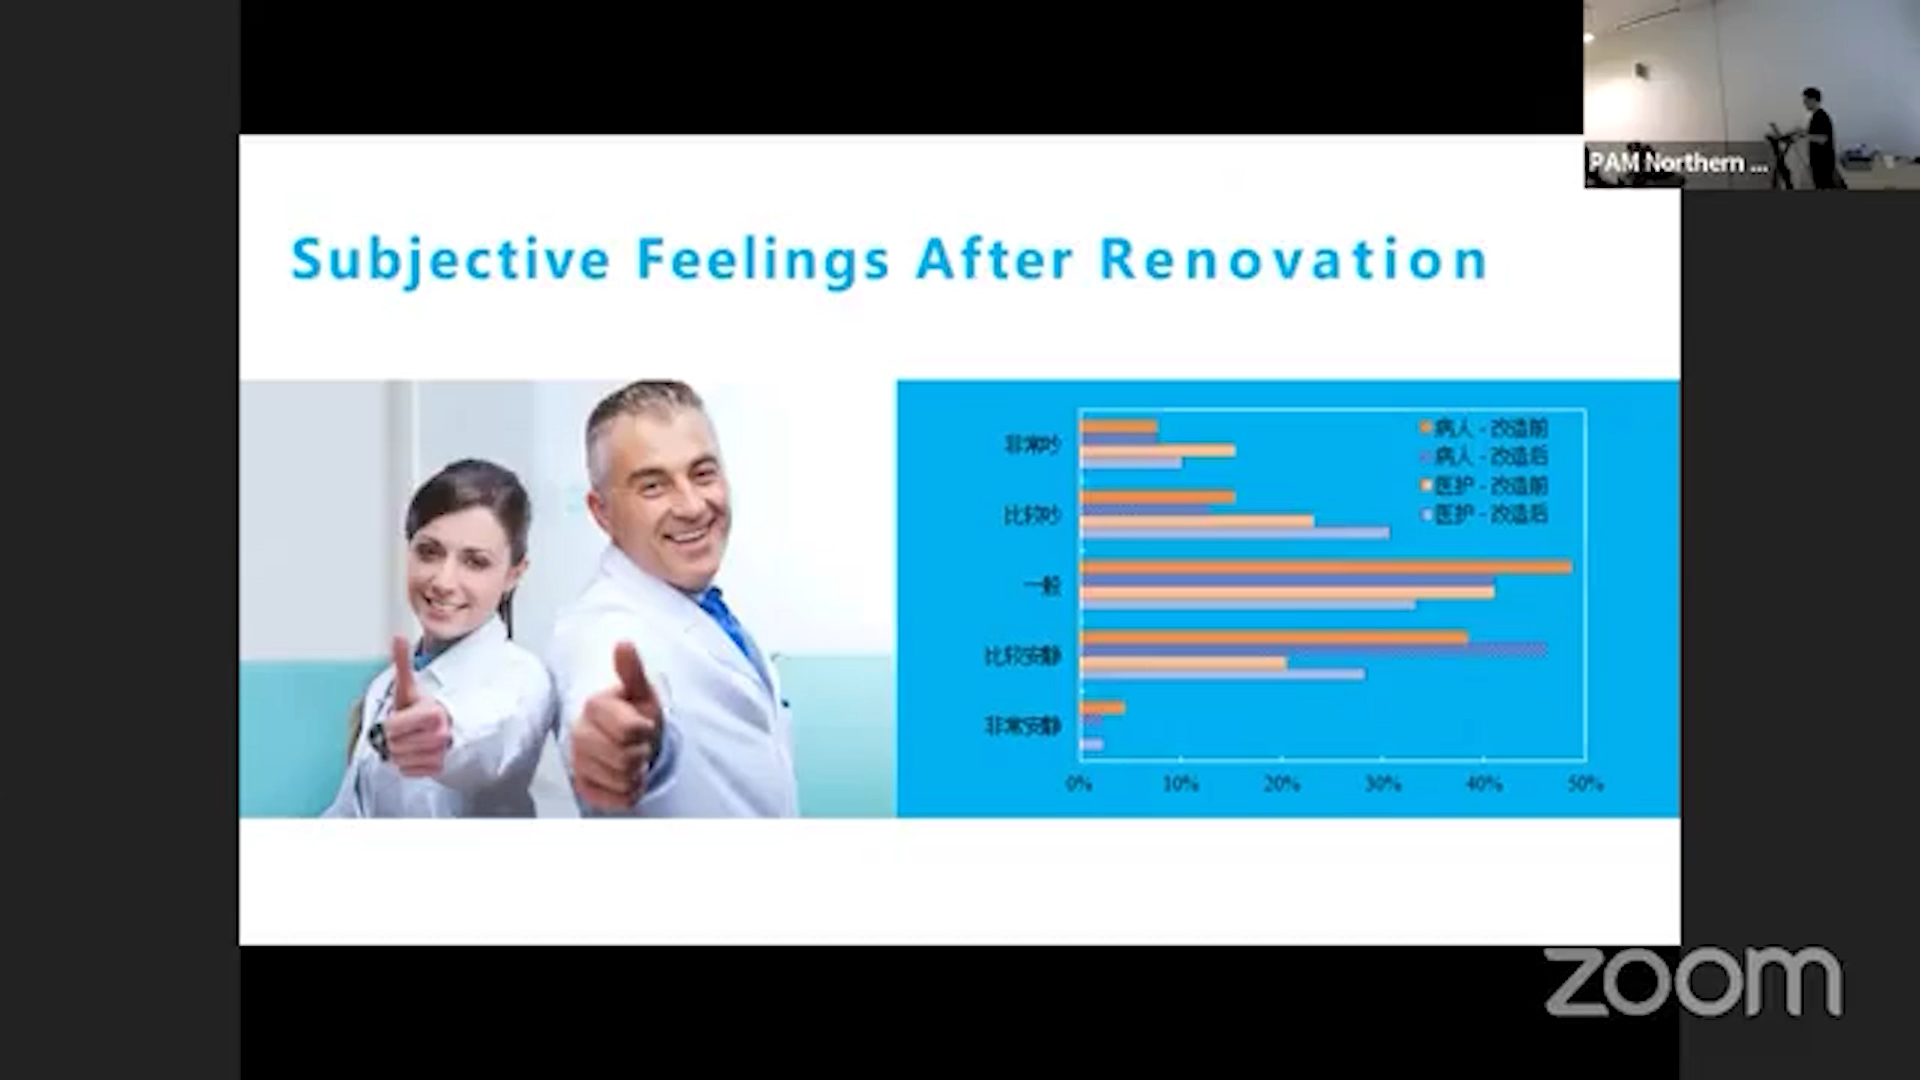 PAM Northern ...
Subjective Feelings After Renovation
非常吵
比较吵
一般
比较安静
非常安静
病人 - 改造前
病人 - 改造后
医护 - 改造前
医护 - 改造后
0% 10% 20% 30% 40% 50%
zoom